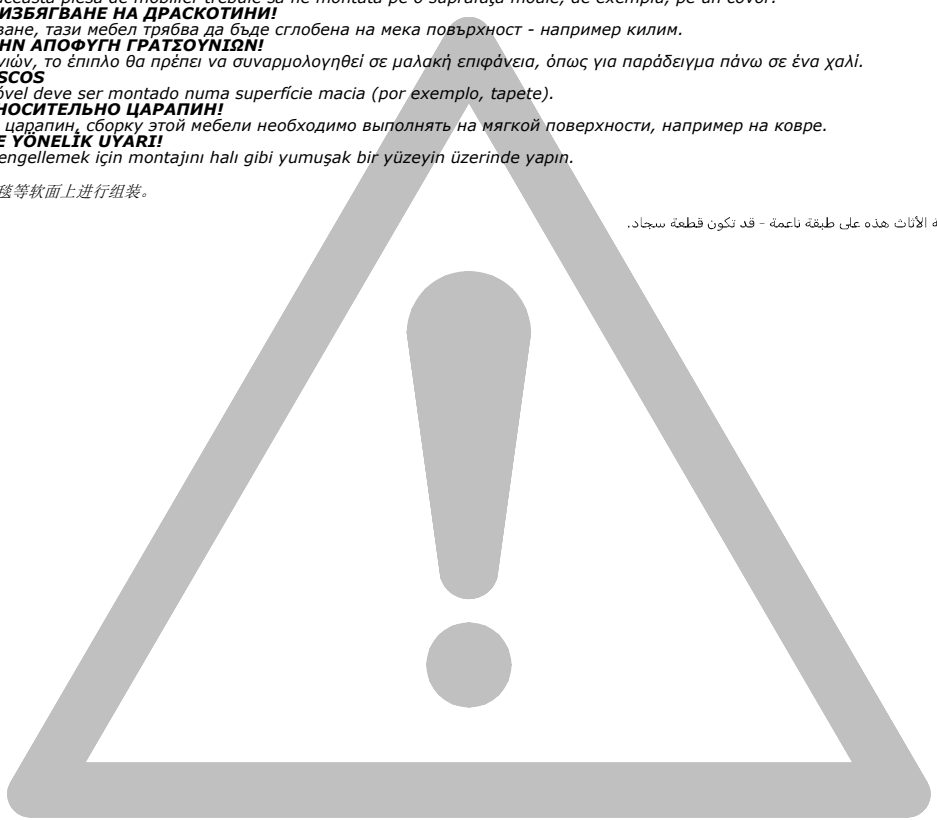 această piesă de mobilier trebuie să fie montată pe o suprafață moale, de exemplu, pe un covor.
ИЗБЯГВАНЕ НА ДРАСКОТИНИ!
ване, тази мебел трябва да бъде сглобена на мека повърхност - например килим.
ΗΝ ΑΠΟΦΥΓΗ ΓΡΑΤΣΟΥΝΙΩΝ!
νιών, το έπιπλο θα πρέπει να συναρμολογηθεί σε μαλακή επιφάνεια, όπως για παράδειγμα πάνω σε ένα χαλί.
SCOS
óvel deve ser montado numa superfície macia (por exemplo, tapete).
НОСИТЕЛЬНО ЦАРАПИН!
царапин, сборку этой мебели необходимо выполнять на мягкой поверхности, например на ковре.
E YÖNELİK UYARI!
engellemek için montajını halı gibi yumuşak bir yüzeyin üzerinde yapın.
毯等软面上进行组装。
ة الأثاث هذه على طبقة ناعمة - قد تكون قطعة سجاد.